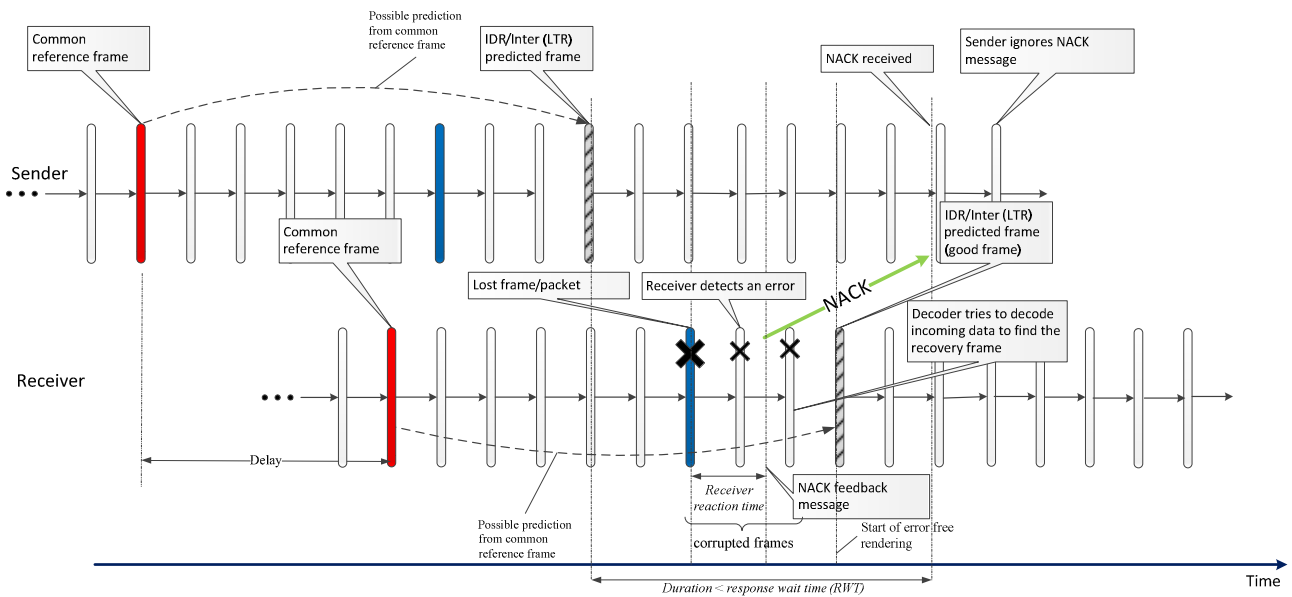 Possible prediction
from common
reference frame
Common
reference frame
IDR/Inter (LTR)
predicted frame
NACK received
Sender ignores NACK
message
Sender
Common
reference frame
IDR/Inter (LTR)
predicted frame
(good frame)
Lost frame/packet
Receiver detects an error
NACK
Decoder tries to decode
incoming data to find the
recovery frame
Receiver
Delay
Receiver
reaction time
NACK feedback
message
Possible prediction
from common
reference frame
corrupted frames
Start of error-free
rendering
Duration < response wait time (RWT)
Time